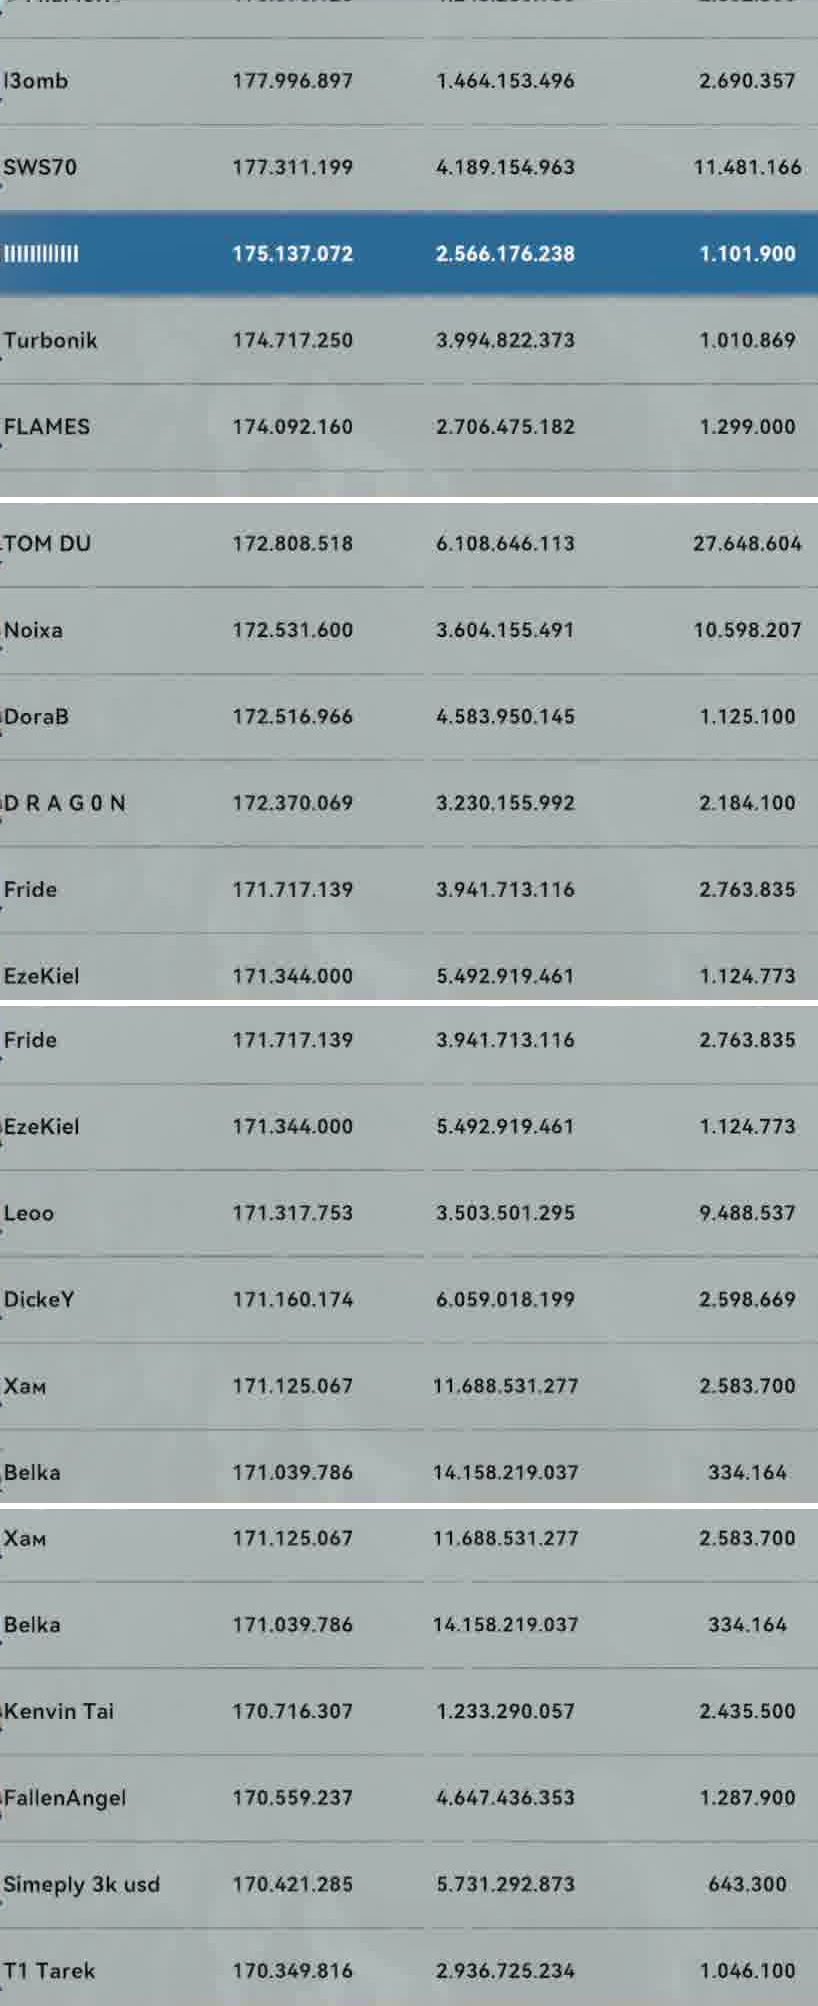 l3omb 177.996.897 1.464.153.496 2.690.357
SWS70 177.311.199 4.189.154.963 11.481.166
175.137.072 2.566.176.238 1.101.900
Turbonik 174.717.250 3.994.822.373 1.010.869
FLAMES 174.092.160 2.706.475.182 1.299.000
TOM DU 172.808.518 6.108.646.113 27.648.604
Noixa 172.531.600 3.604.155.491 10.598.207
DoraB 172.516.966 4.583.950.145 1.125.100
D R A G 0 N 172.370.069 3.230.155.992 2.184.100
Fride 171.717.139 3.941.713.116 2.763.835
EzeKiel 171.344.000 5.492.919.461 1.124.773
Fride 171.717.139 3.941.713.116 2.763.835
EzeKiel 171.344.000 5.492.919.461 1.124.773
Leoo 171.317.753 3.503.501.295 9.488.537
DickeY 171.160.174 6.059.018.199 2.598.669
Хам 171.125.067 11.688.531.277 2.583.700
Belka 171.039.786 14.158.219.037 334.164
Хам 171.125.067 11.688.531.277 2.583.700
Belka 171.039.786 14.158.219.037 334.164
Kenvin Tai 170.716.307 1.233.290.057 2.435.500
FallenAngel 170.559.237 4.647.436.353 1.287.900
Simeply 3k usd 170.421.285 5.731.292.873 643.300
T1 Tarek 170.349.816 2.936.725.234 1.046.100